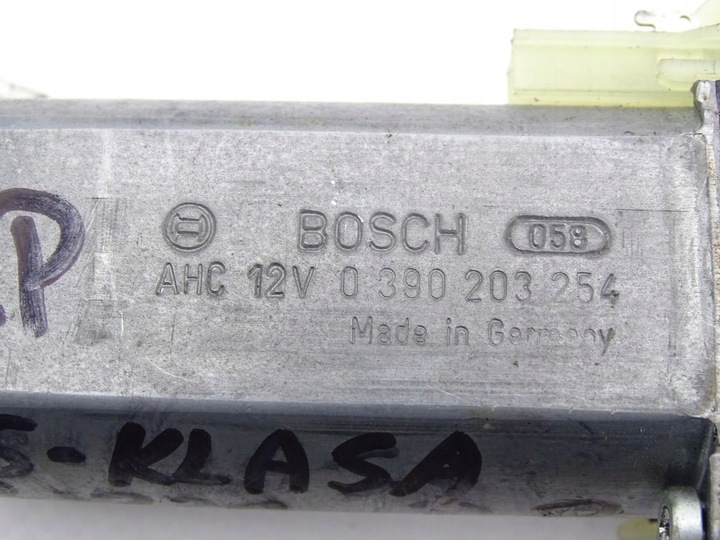 BOSCH 058
AHC 12V 0 390 203 254
Made in Germany
P
S-KLASA